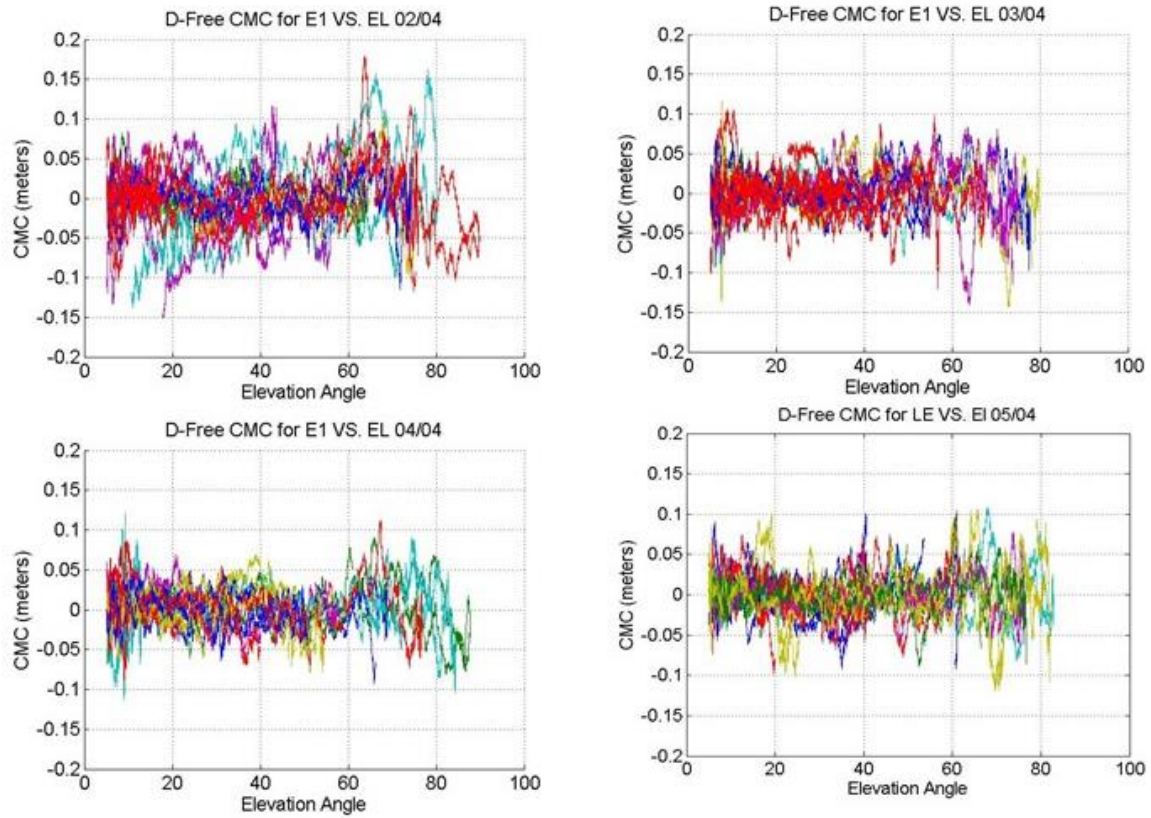 D-Free CMC for E1 VS. EL 02/04
0.2
0.15
0.1
0.05
0
-0.05
-0.1
-0.15
-0.2
CMC (meters)
0 20 40 60 80 100
Elevation Angle
D-Free CMC for E1 VS. EL 03/04
0.2
0.15
0.1
0.05
0
-0.05
-0.1
-0.15
-0.2
CMC (meters)
0 20 40 60 80 100
Elevation Angle
D-Free CMC for E1 VS. EL 04/04
0.2
0.15
0.1
0.05
0
-0.05
-0.1
-0.15
-0.2
CMC (meters)
0 20 40 60 80 100
Elevation Angle
D-Free CMC for LE VS. El 05/04
0.2
0.15
0.1
0.05
0
-0.05
-0.1
-0.15
-0.2
CMC (meters)
0 20 40 60 80 100
Elevation Angle